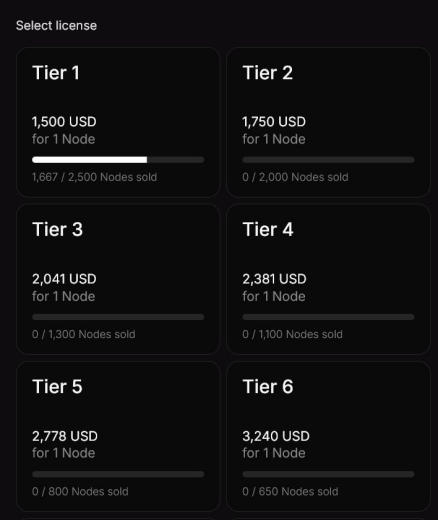 Select license
Tier 1
1,500 USD
for 1 Node
1,667 / 2,500 Nodes sold
Tier 2
1,750 USD
for 1 Node
0 / 2,000 Nodes sold
Tier 3
2,041 USD
for 1 Node
0 / 1,300 Nodes sold
Tier 4
2,381 USD
for 1 Node
0 / 1,100 Nodes sold
Tier 5
2,778 USD
for 1 Node
0 / 800 Nodes sold
Tier 6
3,240 USD
for 1 Node
0 / 650 Nodes sold